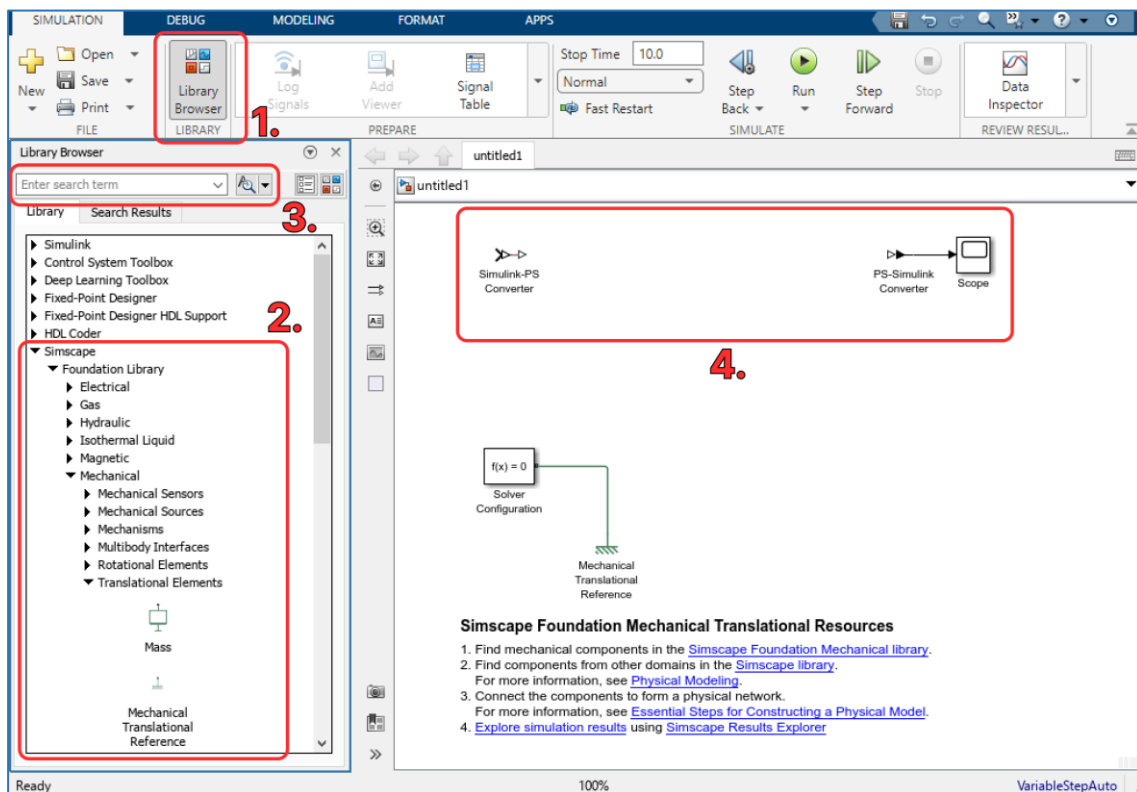 SIMULATION DEBUG MODELING FORMAT APPS
New
Open
Save
Print
FILE
Library
Browser
LIBRARY
1.
Log
Signals
Add
Viewer
Signal
Table
PREPARE
Stop Time 10.0
Normal
Fast Restart
Step
Back
Run
Step
Forward
Stop
SIMULATE
Data
Inspector
REVIEW RESUL...
Library Browser
Enter search term
3.
Library Search Results
Simulink
Control System Toolbox
Deep Learning Toolbox
Fixed-Point Designer
Fixed-Point Designer HDL Support
HDL Coder
2.
Simscape
Foundation Library
Electrical
Gas
Hydraulic
Isothermal Liquid
Magnetic
Mechanical
Mechanical Sensors
Mechanical Sources
Mechanisms
Multibody Interfaces
Rotational Elements
Translational Elements
Mass
Mechanical
Translational
Reference
untitled1
untitled1
Simulink-PS
Converter
PS-Simulink
Converter
Scope
4.
f(x) = 0
Solver
Configuration
Mechanical
Translational
Reference
Simscape Foundation Mechanical Translational Resources
1. Find mechanical components in the Simscape Foundation Mechanical library.
2. Find components from other domains in the Simscape library.
For more information, see Physical Modeling.
3. Connect the components to form a physical network.
For more information, see Essential Steps for Constructing a Physical Model.
4. Explore simulation results using Simscape Results Explorer
Ready 100% VariableStepAuto